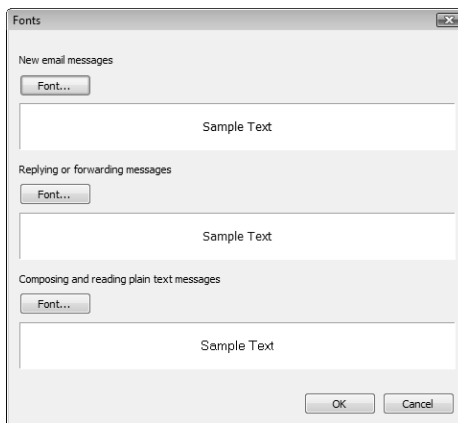 Fonts
New email messages
Font...
Sample Text
Replying or forwarding messages
Font...
Sample Text
Composing and reading plain text messages
Font...
Sample Text
OK Cancel